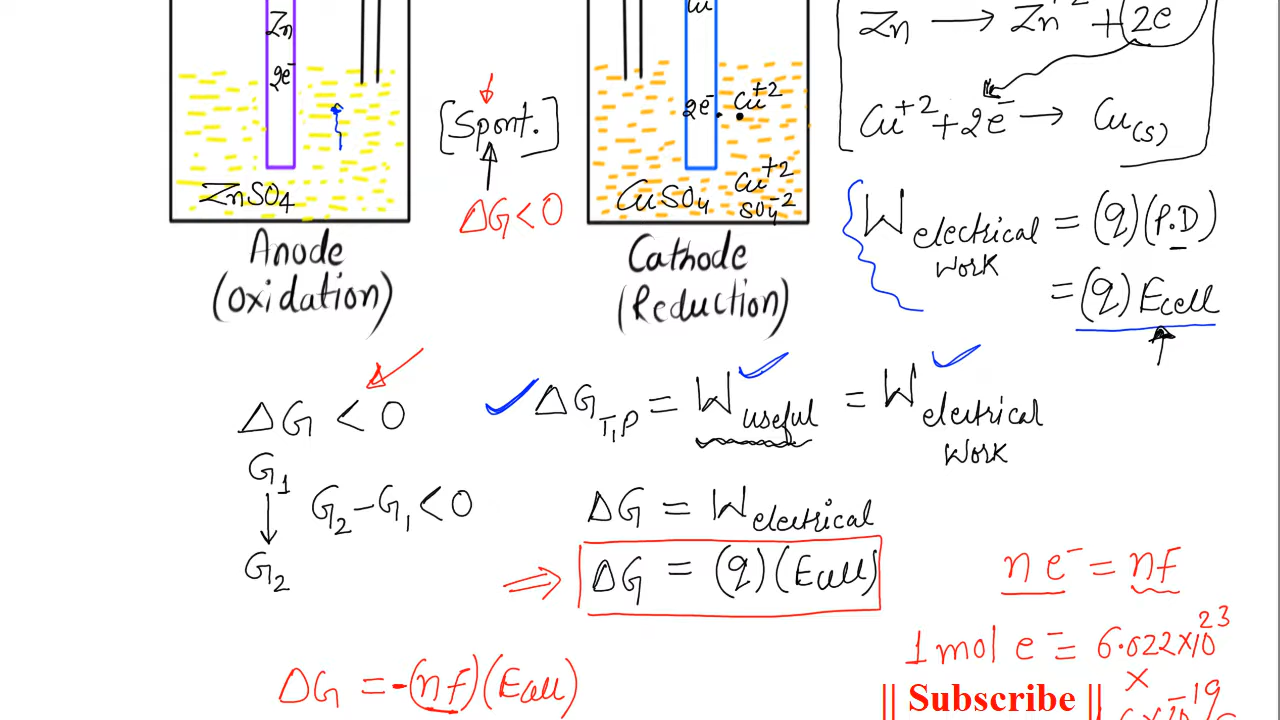 Zn
2e⁻
ZnSO4
Anode
(Oxidation)
[Spont.]
ΔG < 0
Cu
2e⁻ Cu+2
CuSO4 Cu+2
SO4-2
Cathode
(Reduction)
Zn → Zn+2 + 2e
Cu+2 + 2e⁻ → Cu(s)
W electrical work = (q)(P.D)
= (q) Ecell
ΔG < 0
G1
G2 - G1 < 0
G2
ΔG T,P = W useful = W electrical work
ΔG = W electrical
⇒ ΔG = (q)(Ecell)
n e⁻ = nf
1 mol e⁻ = 6.022×10²³
×
ΔG = -(nf)(Ecell)
|| Subscribe ||